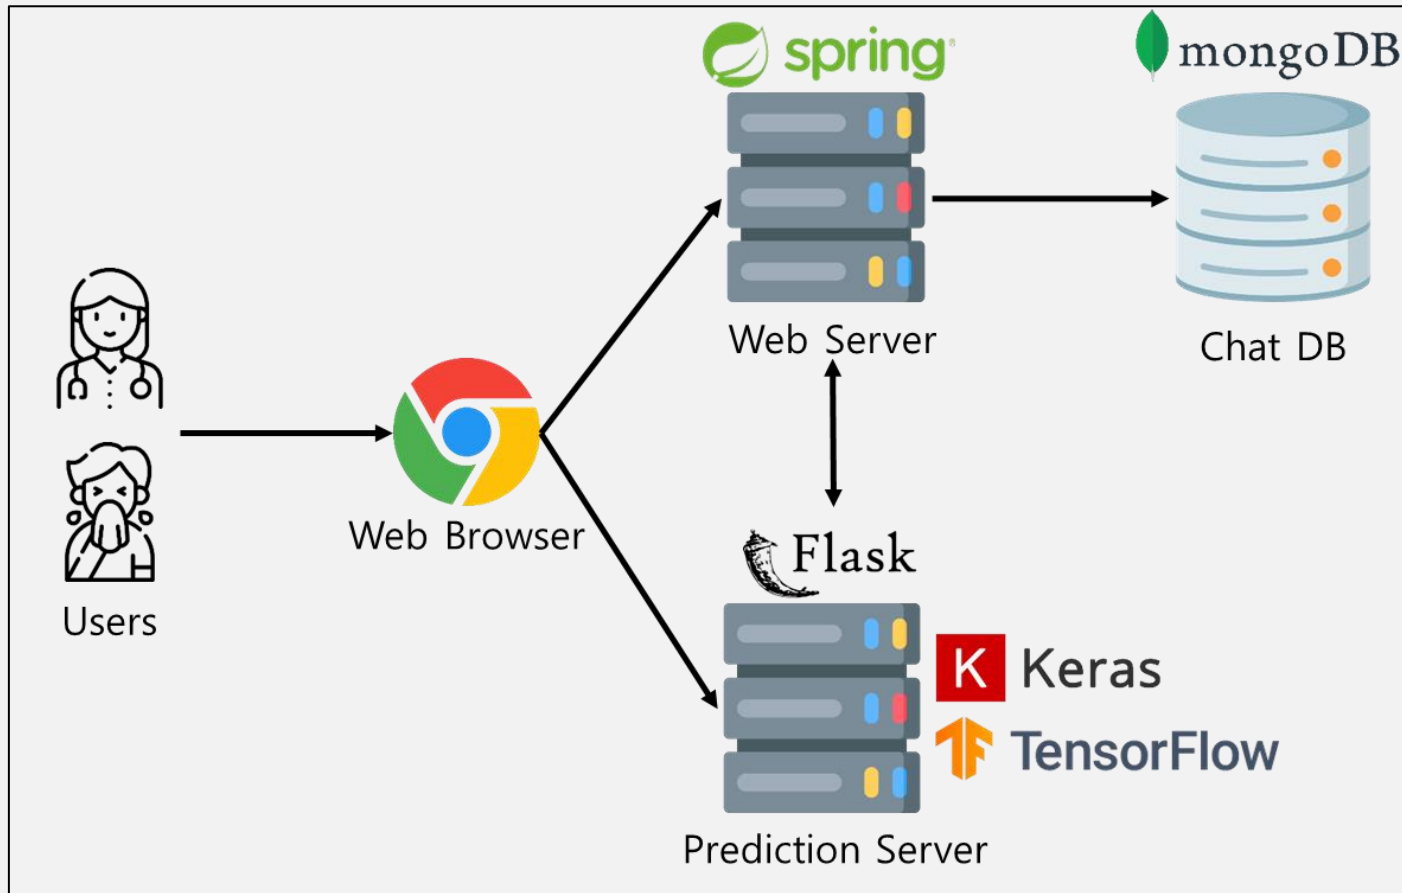 spring
mongoDB
Web Server
Chat DB
Web Browser
Users
Flask
K Keras
TensorFlow
Prediction Server